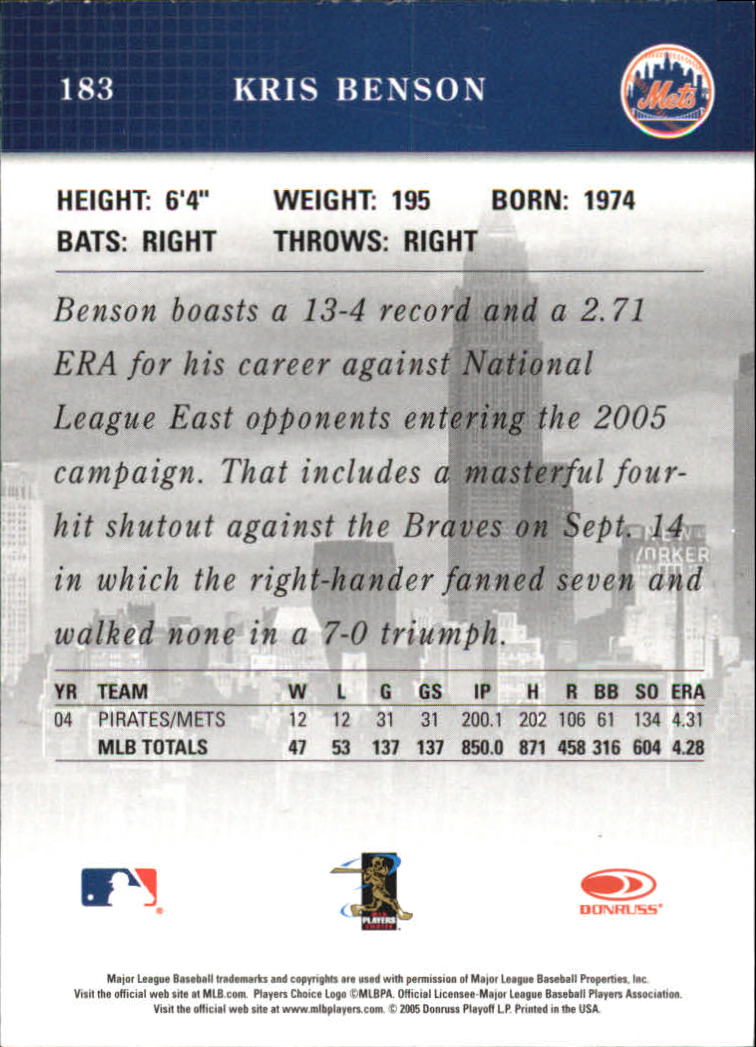 183 KRIS BENSON
Mets
HEIGHT: 6'4" WEIGHT: 195 BORN: 1974
BATS: RIGHT THROWS: RIGHT
Benson boasts a 13-4 record and a 2.71
ERA for his career against National
League East opponents entering the 2005
campaign. That includes a masterful four-
hit shutout against the Braves on Sept. 14
NEW
YORKER
in which the right-hander fanned seven and
walked none in a 7-0 triumph.
YR TEAM W L G GS IP H R BB SO ERA
04 PIRATES/METS 12 12 31 31 200.1 202 106 61 134 4.31
MLB TOTALS 47 53 137 137 850.0 871 458 316 604 4.28
PLAYERS
CHOICE
DONRUSS
Major League Baseball trademarks and copyrights are used with permission of Major League Baseball Properties, Inc.
Visit the official web site at MLB.com. Players Choice Logo ©MLBPA. Official Licensee-Major League Baseball Players Association.
Visit the official web site at www.mlbplayers.com. © 2005 Donruss Playoff L.P. Printed in the USA.